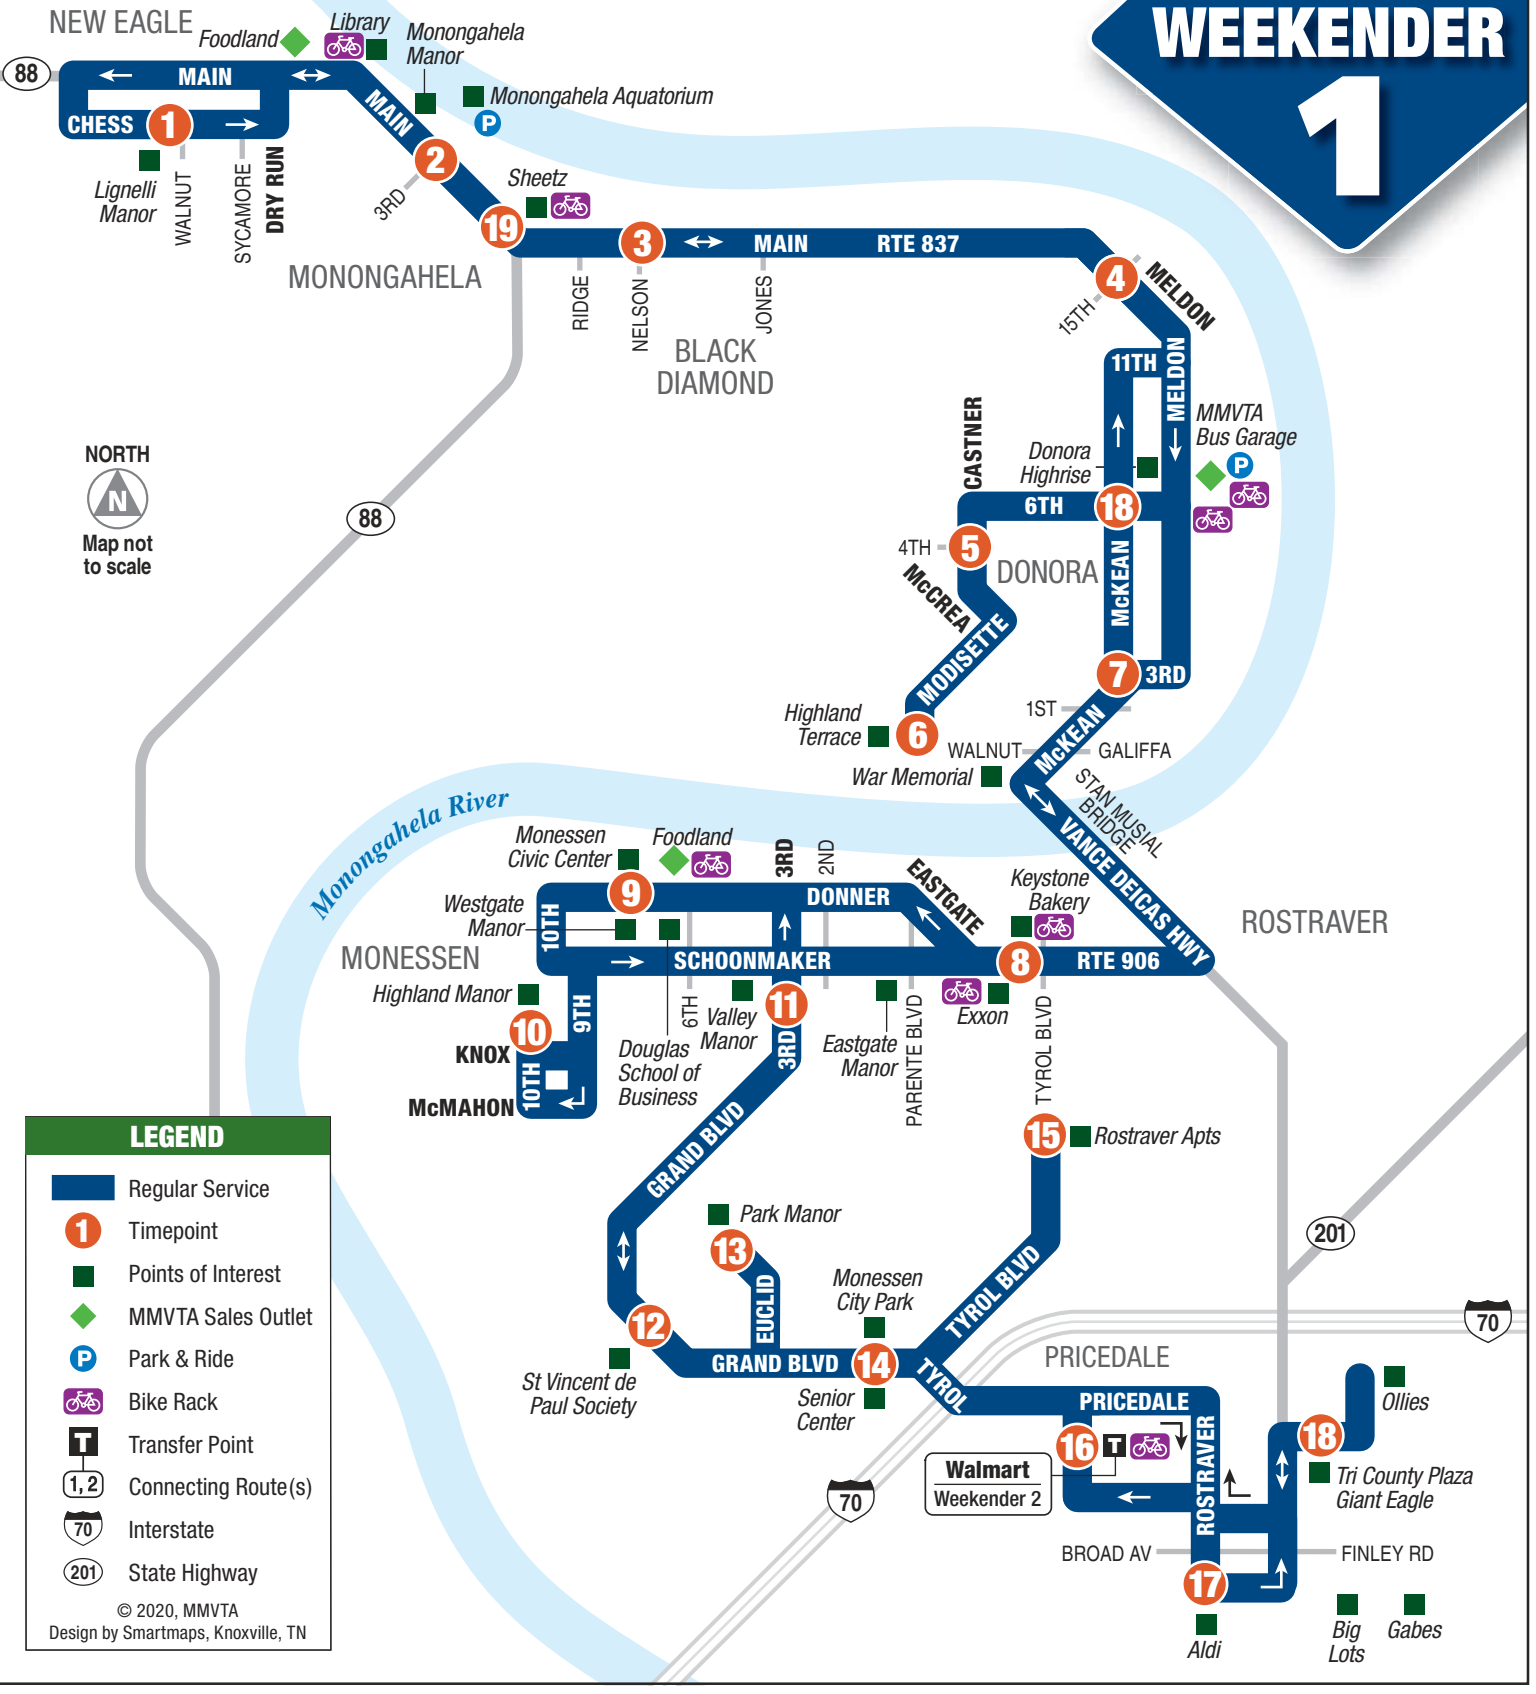 WEEKENDER
1
NEW EAGLE
Foodland
Library
Monongahela
Manor
Monongahela Aquatorium
P
88
MAIN
MAIN
CHESS
1
2
Lignelli
Manor
WALNUT
SYCAMORE
DRY RUN
3RD
Sheetz
19
3
MAIN
RTE 837
MONONGAHELA
RIDGE
NELSON
JONES
BLACK
DIAMOND
4
15TH
MELDON
11TH
MELDON
MMVTA
Bus Garage
P
CASTNER
Donora
Highrise
6TH
18
4TH
5
DONORA
McCREA
McKEAN
MODISETTE
7
3RD
Highland
Terrace
6
1ST
WALNUT
McKEAN
GALIFFA
War Memorial
STAN MUSIAL
BRIDGE
VANCE DEICAS HWY
NORTH
N
Map not
to scale
88
Monongahela River
Monessen
Civic Center
Foodland
3RD
2ND
9
DONNER
EASTGATE
Keystone
Bakery
Westgate
Manor
10TH
ROSTRAVER
MONESSEN
SCHOONMAKER
8
RTE 906
Highland Manor
10
9TH
6TH
Valley
Manor
11
3RD
Eastgate
Manor
PARENTE BLVD
Exxon
TYROL BLVD
KNOX
10TH
McMAHON
Douglas
School of
Business
15
Rostraver Apts
GRAND BLVD
Park Manor
13
EUCLID
Monessen
City Park
TYROL BLVD
201
70
12
GRAND BLVD
14
TYROL
PRICEDALE
St Vincent de
Paul Society
Senior
Center
PRICEDALE
Ollies
16
T
ROSTRAVER
18
Walmart
Weekender 2
Tri County Plaza
Giant Eagle
70
BROAD AV
FINLEY RD
17
Aldi
Big
Lots
Gabes
LEGEND
Regular Service
1
Timepoint
Points of Interest
MMVTA Sales Outlet
P
Park & Ride
Bike Rack
T
Transfer Point
1, 2
Connecting Route(s)
70
Interstate
201
State Highway
© 2020, MMVTA
Design by Smartmaps, Knoxville, TN